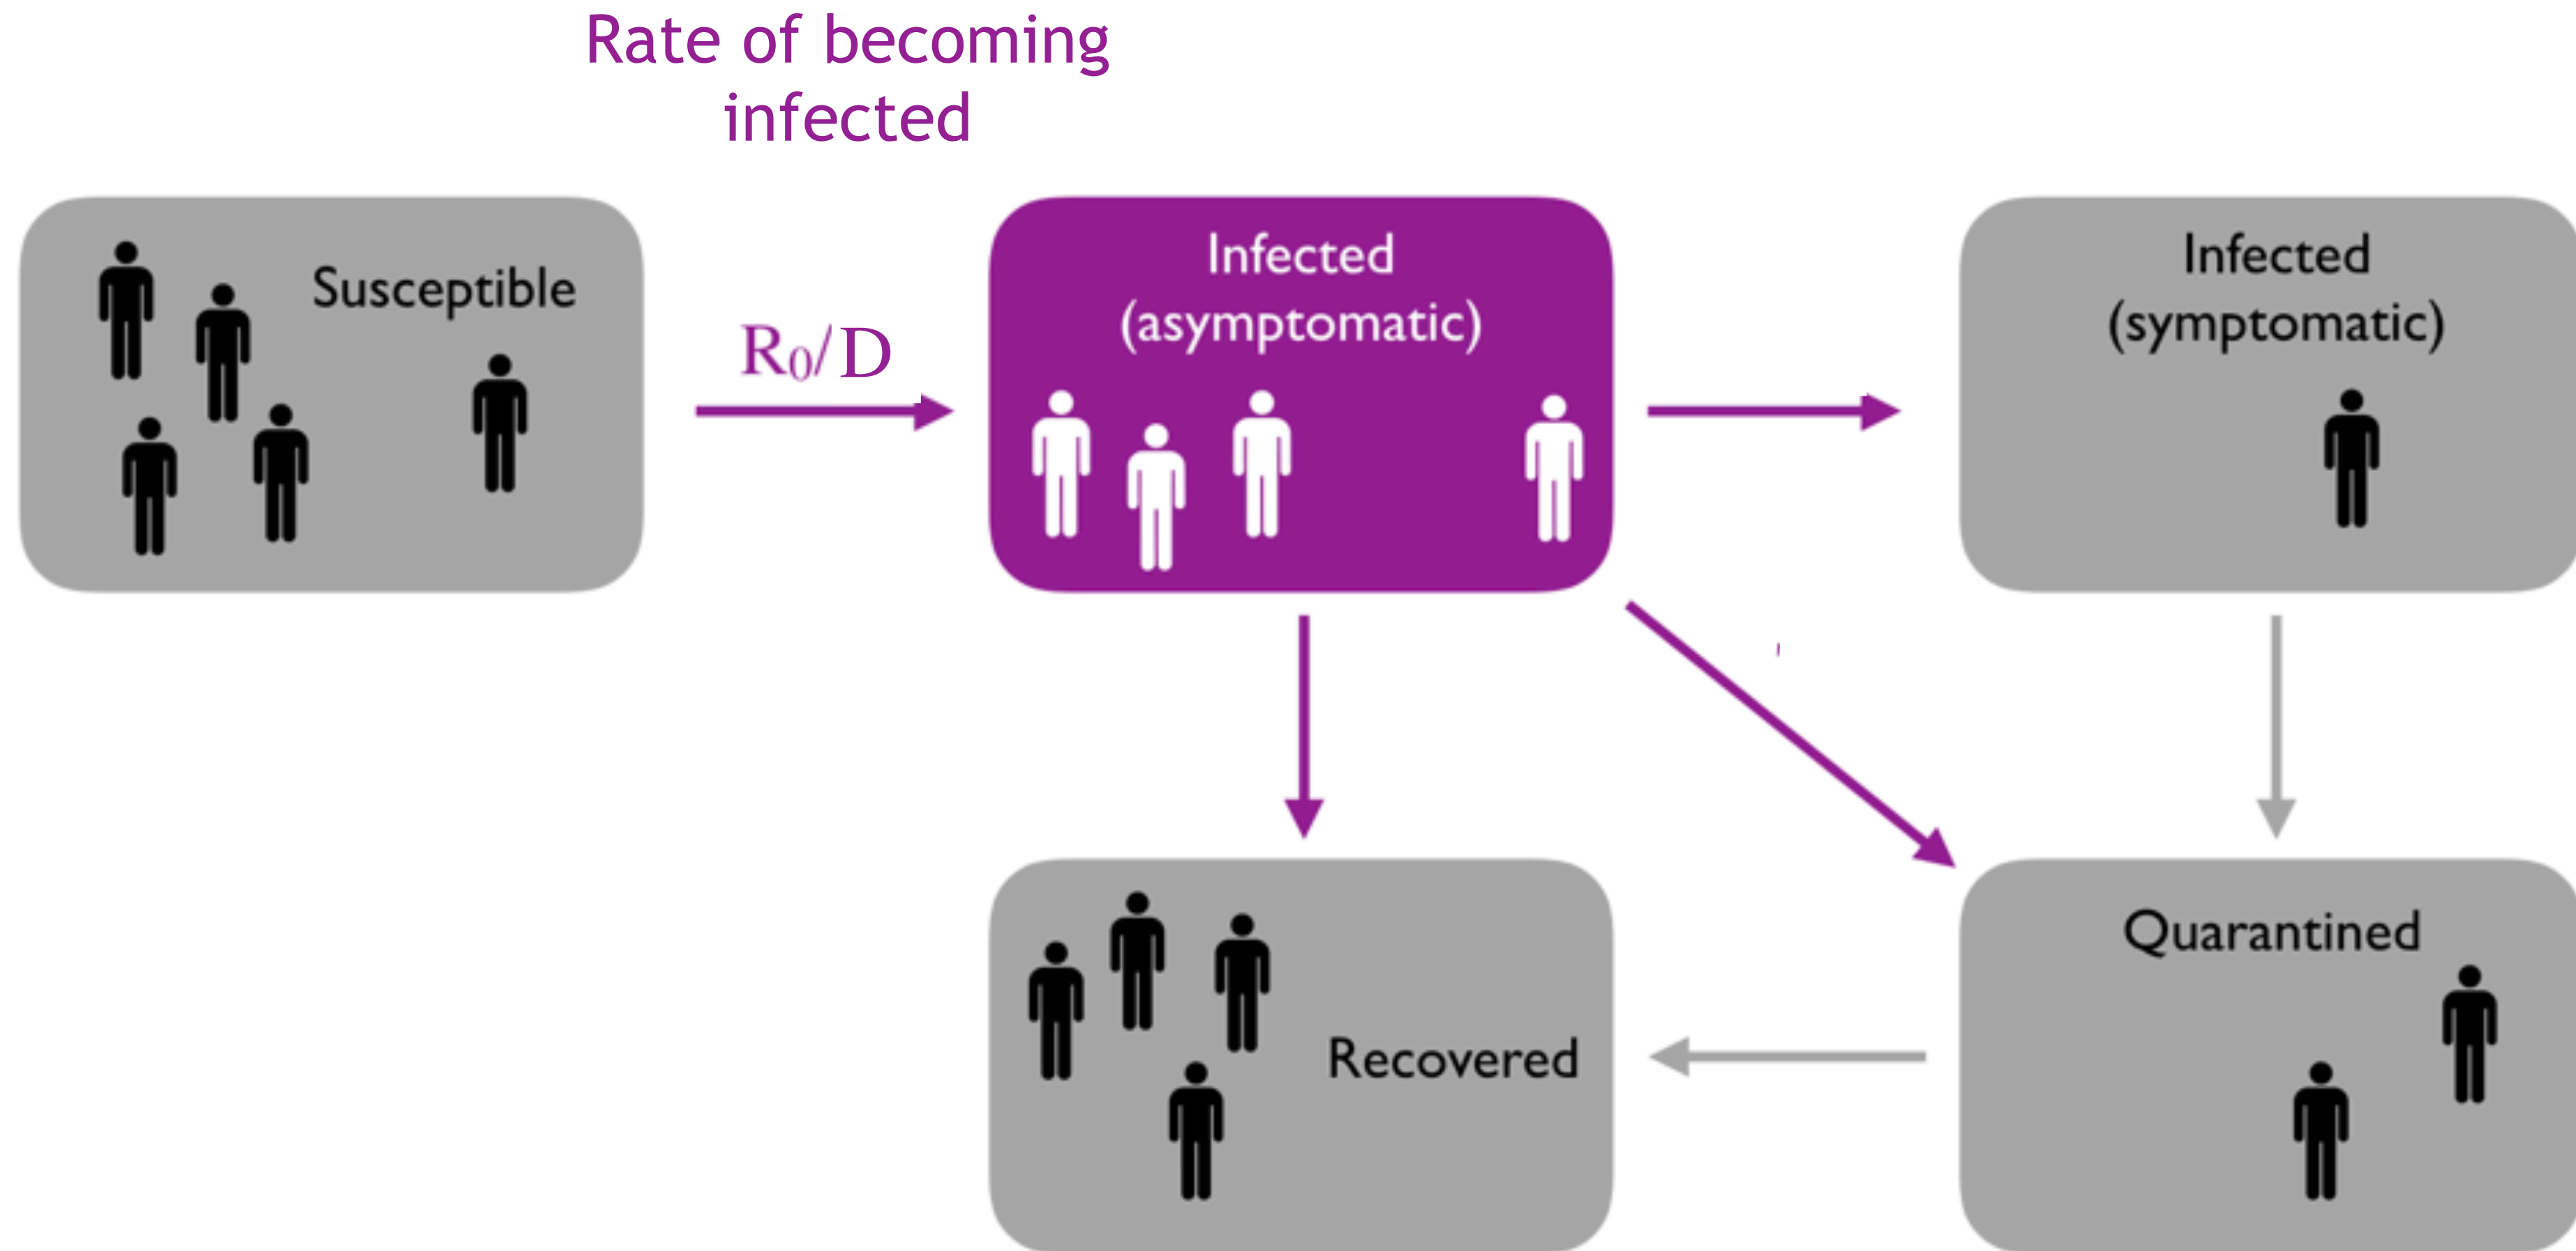 Rate of becoming
infected
Susceptible
R₀/D
Infected
(asymptomatic)
Infected
(symptomatic)
Recovered
Quarantined